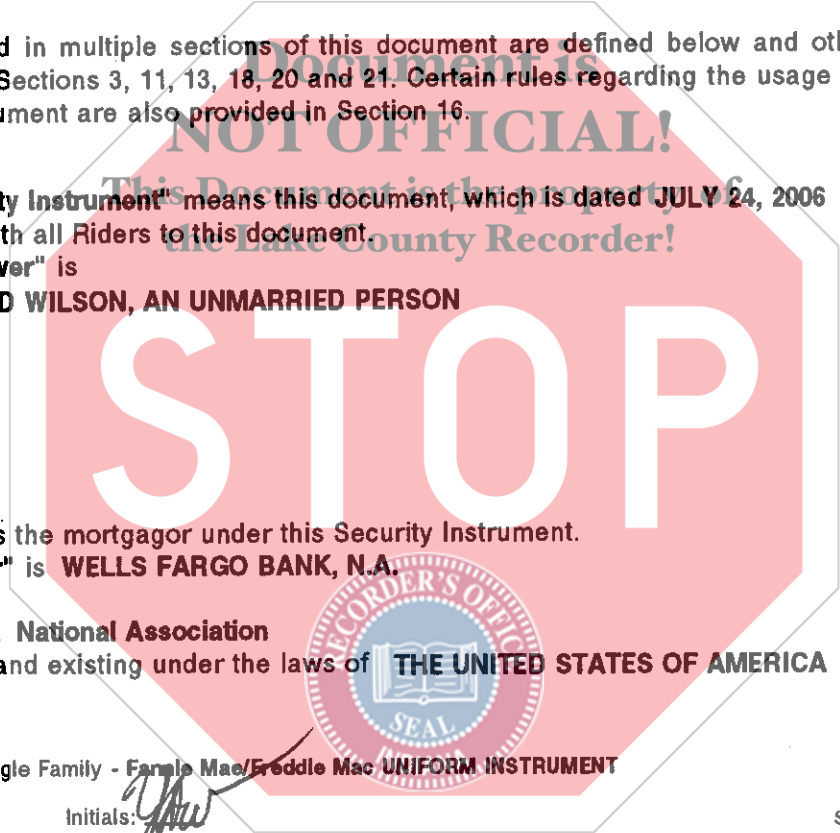 d in multiple sections of this document are defined below and oth
Sections 3, 11, 13, 18, 20 and 21. Certain rules regarding the usage
ument are also provided in Section 16.
Document is
NOT OFFICIAL!
This Document is the property of
the Lake County Recorder!
ty Instrument" means this document, which is dated JULY 24, 2006
th all Riders to this document.
wer" is
D WILSON, AN UNMARRIED PERSON
STOP
s the mortgagor under this Security Instrument.
r" is WELLS FARGO BANK, N.A.
National Association
and existing under the laws of THE UNITED STATES OF AMERICA
RECORDER'S OFFICE
SEAL
INDIANA
gle Family - Fannie Mae/Freddie Mac UNIFORM INSTRUMENT
Initials: